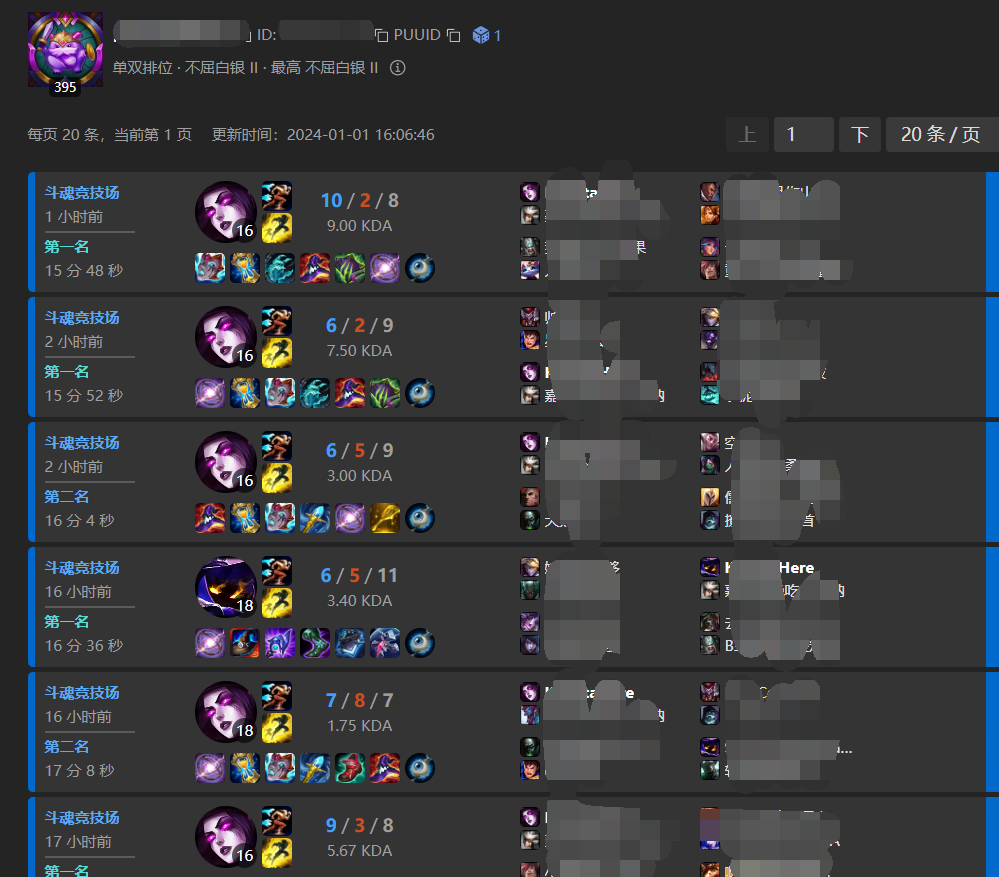 ID: PUUID 1
395
单双排位 · 不屈白银 II · 最高 不屈白银 II
每页 20 条，当前第 1 页 更新时间：2024-01-01 16:06:46 上 1 下 20 条 / 页
斗魂竞技场
1 小时前
第一名
15 分 48 秒
16
10 / 2 / 8
9.00 KDA
果
斗魂竞技场
2 小时前
第一名
15 分 52 秒
16
6 / 2 / 9
7.50 KDA
斗魂竞技场
2 小时前
第二名
16 分 4 秒
16
6 / 5 / 9
3.00 KDA
斗魂竞技场
16 小时前
第一名
16 分 36 秒
18
6 / 5 / 11
3.40 KDA
Here
斗魂竞技场
16 小时前
第二名
17 分 8 秒
18
7 / 8 / 7
1.75 KDA
斗魂竞技场
17 小时前
第一名
16
9 / 3 / 8
5.67 KDA